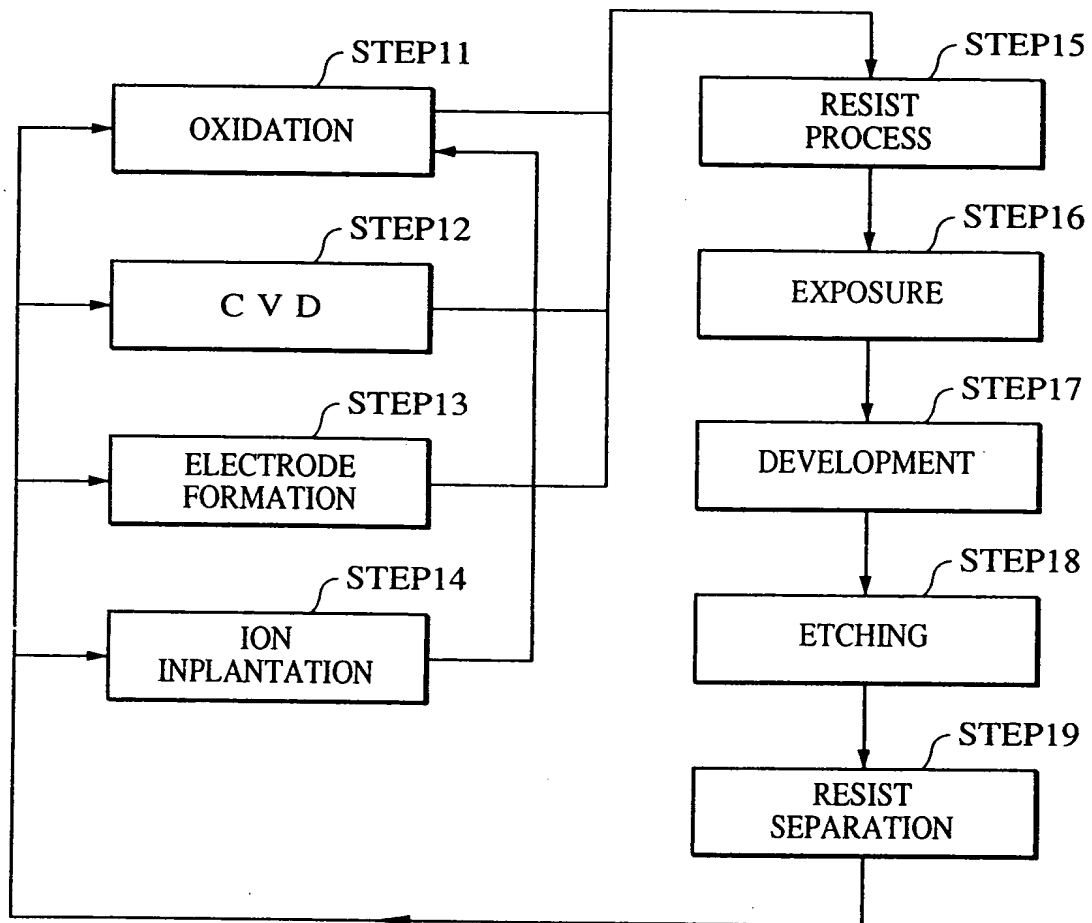 STEP11
OXIDATION
STEP12
C V D
STEP13
ELECTRODE
FORMATION
STEP14
ION
INPLANTATION
STEP15
RESIST
PROCESS
STEP16
EXPOSURE
STEP17
DEVELOPMENT
STEP18
ETCHING
STEP19
RESIST
SEPARATION